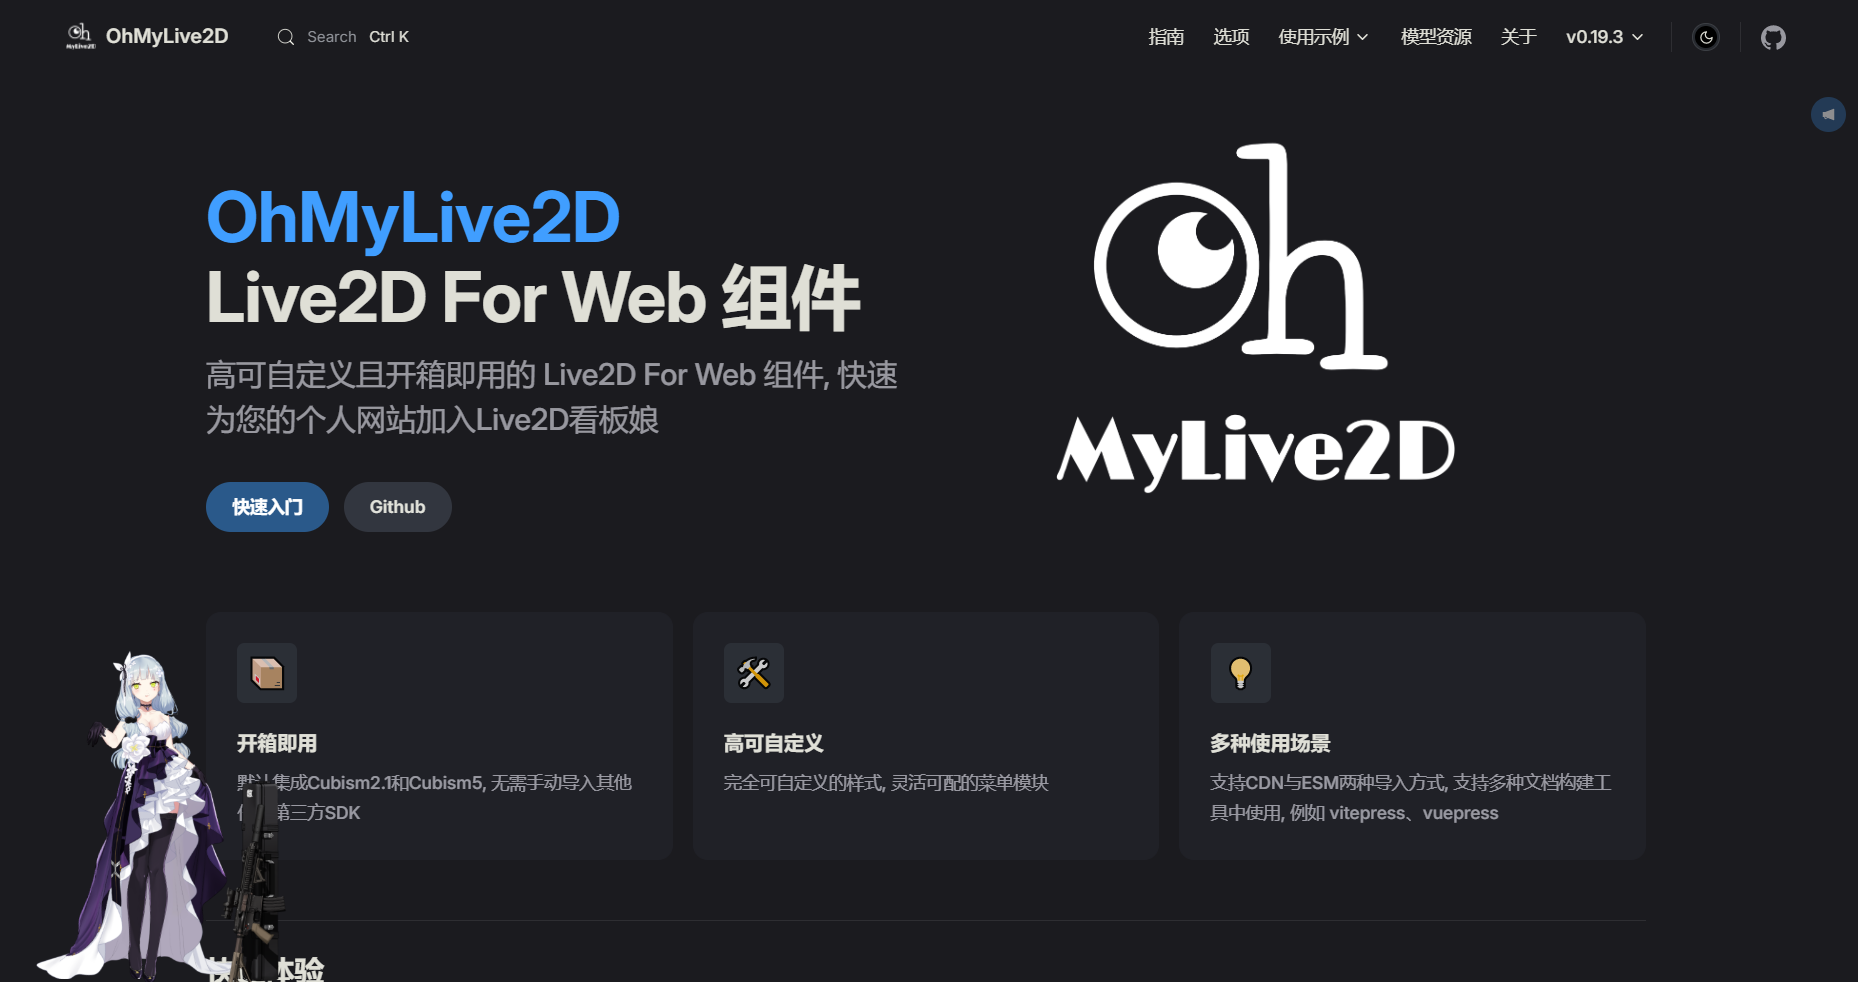 OhMyLive2D
Search Ctrl K
指南 选项 使用示例 模型资源 关于 v0.19.3
OhMyLive2D
Live2D For Web 组件
高可自定义且开箱即用的 Live2D For Web 组件, 快速
为您的个人网站加入Live2D看板娘
快速入门 Github
Oh
MyLive2D
开箱即用
默认集成Cubism2.1和Cubism5, 无需手动导入其他
第三方SDK
高可自定义
完全可自定义的样式, 灵活可配的菜单模块
多种使用场景
支持CDN与ESM两种导入方式, 支持多种文档构建工
具中使用, 例如 vitepress、vuepress
体验